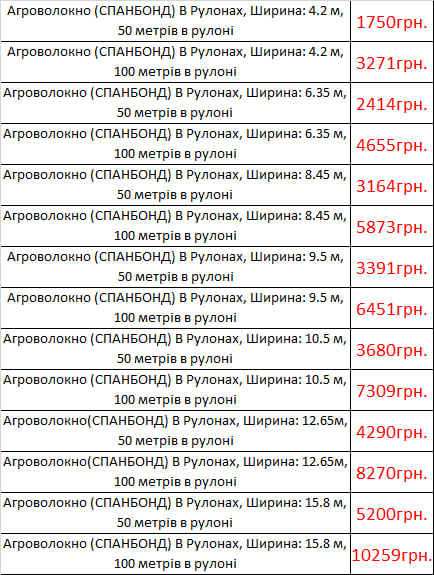 Агроволокно (СПАНБОНД) В Рулонах, Ширина: 4.2 м,
50 метрів в рулоні
1750грн.
Агроволокно (СПАНБОНД) В Рулонах, Ширина: 4.2 м,
100 метрів в рулоні
3271грн.
Агроволокно (СПАНБОНД) В Рулонах, Ширина: 6.35 м,
50 метрів в рулоні
2414грн.
Агроволокно (СПАНБОНД) В Рулонах, Ширина: 6.35 м,
100 метрів в рулоні
4655грн.
Агроволокно (СПАНБОНД) В Рулонах, Ширина: 8.45 м,
50 метрів в рулоні
3164грн.
Агроволокно (СПАНБОНД) В Рулонах, Ширина: 8.45 м,
100 метрів в рулоні
5873грн.
Агроволокно (СПАНБОНД) В Рулонах, Ширина: 9.5 м,
50 метрів в рулоні
3391грн.
Агроволокно (СПАНБОНД) В Рулонах, Ширина: 9.5 м,
100 метрів в рулоні
6451грн.
Агроволокно (СПАНБОНД) В Рулонах, Ширина: 10.5 м,
50 метрів в рулоні
3680грн.
Агроволокно (СПАНБОНД) В Рулонах, Ширина: 10.5 м,
100 метрів в рулоні
7309грн.
Агроволокно(СПАНБОНД) В Рулонах, Ширина: 12.65м,
50 метрів в рулоні
4290грн.
Агроволокно(СПАНБОНД) В Рулонах, Ширина: 12.65м,
100 метрів в рулоні
8270грн.
Агроволокно (СПАНБОНД) В Рулонах, Ширина: 15.8 м,
50 метрів в рулоні
5200грн.
Агроволокно (СПАНБОНД) В Рулонах, Ширина: 15.8 м,
100 метрів в рулоні
10259грн.